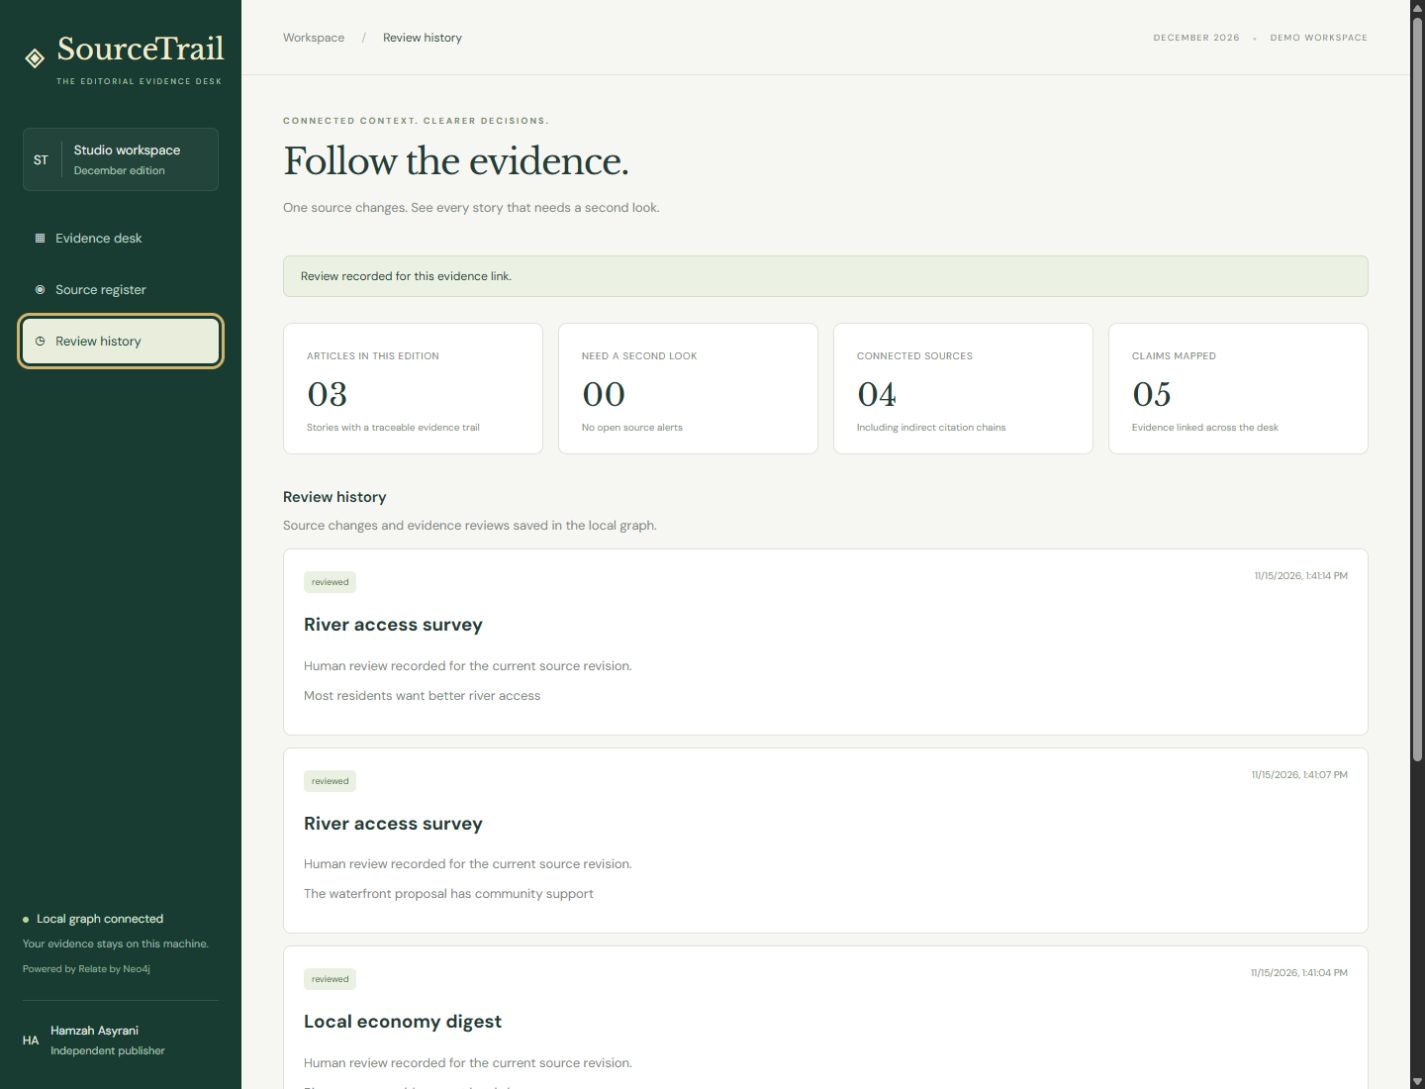 SourceTrail
THE EDITORIAL EVIDENCE DESK
ST
Studio workspace
December edition
Evidence desk
Source register
Review history
Local graph connected
Your evidence stays on this machine.
Powered by Relate by Neo4j
HA
Hamzah Asyrani
Independent publisher
Workspace / Review history
DECEMBER 2026 • DEMO WORKSPACE
CONNECTED CONTEXT. CLEARER DECISIONS.
Follow the evidence.
One source changes. See every story that needs a second look.
Review recorded for this evidence link.
ARTICLES IN THIS EDITION
03
Stories with a traceable evidence trail
NEED A SECOND LOOK
00
No open source alerts
CONNECTED SOURCES
04
Including indirect citation chains
CLAIMS MAPPED
05
Evidence linked across the desk
Review history
Source changes and evidence reviews saved in the local graph.
reviewed
11/15/2026, 1:41:14 PM
River access survey
Human review recorded for the current source revision.
Most residents want better river access
reviewed
11/15/2026, 1:41:07 PM
River access survey
Human review recorded for the current source revision.
The waterfront proposal has community support
reviewed
11/15/2026, 1:41:04 PM
Local economy digest
Human review recorded for the current source revision.